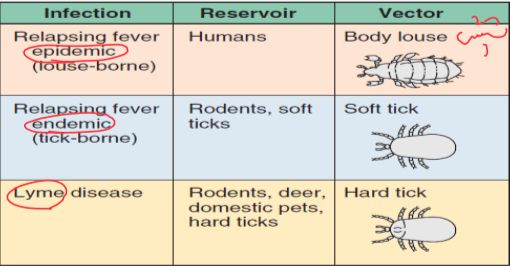 Infection Reservoir Vector
Relapsing fever Humans Body louse
epidemic
(louse-borne)
Relapsing fever Rodents, soft Soft tick
endemic ticks
(tick-borne)
Lyme disease Rodents, deer, Hard tick
domestic pets,
hard ticks